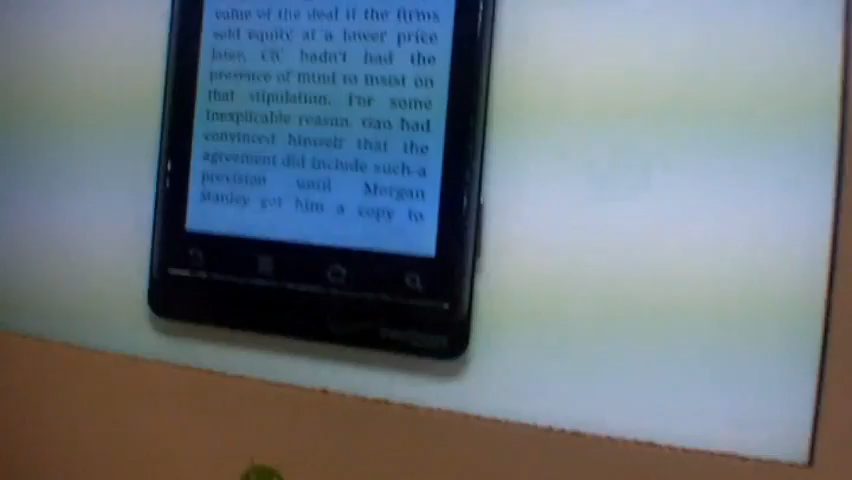 value of the deal if the firms
sold equity at a lower price
later, CIC hadn't had the
presence of mind to insist on
that stipulation. For some
inexplicable reason, Gao had
convinced himself that the
agreement did include such a
provision until Morgan
Stanley got him a copy to